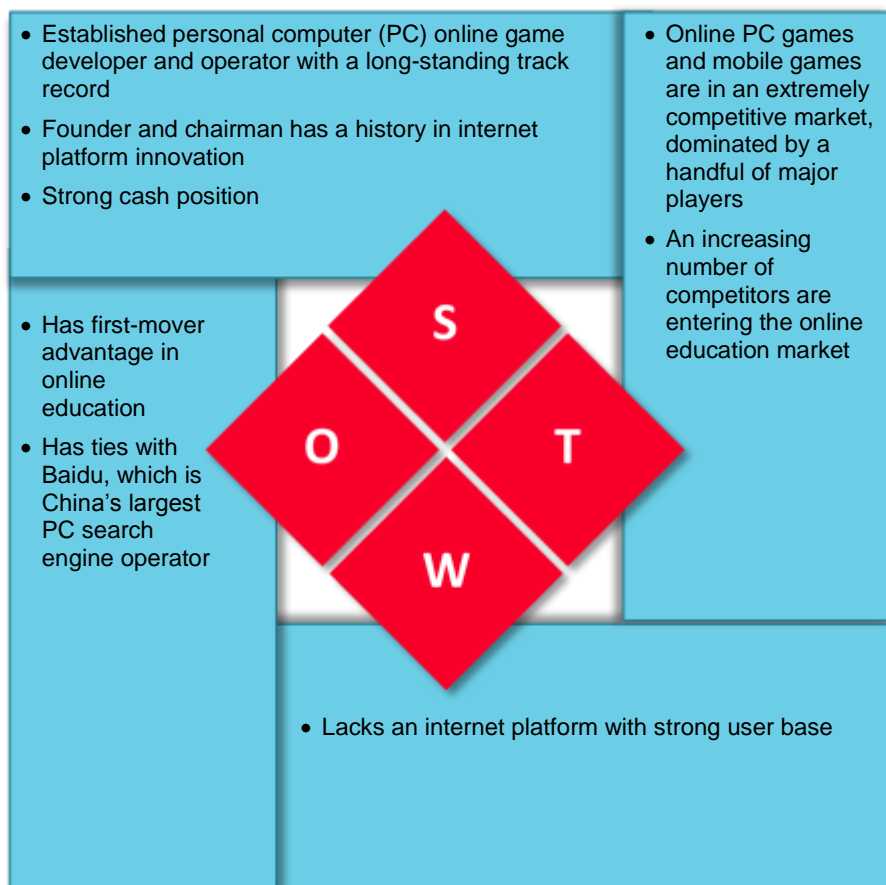 • Established personal computer (PC) online game
developer and operator with a long-standing track
record
• Founder and chairman has a history in internet
platform innovation
• Strong cash position
• Online PC games
and mobile games
are in an extremely
competitive market,
dominated by a
handful of major
players
• An increasing
number of
competitors are
entering the online
education market
• Has first-mover
advantage in
online
education
• Has ties with
Baidu, which is
China’s largest
PC search
engine operator
S
O
T
W
• Lacks an internet platform with strong user base